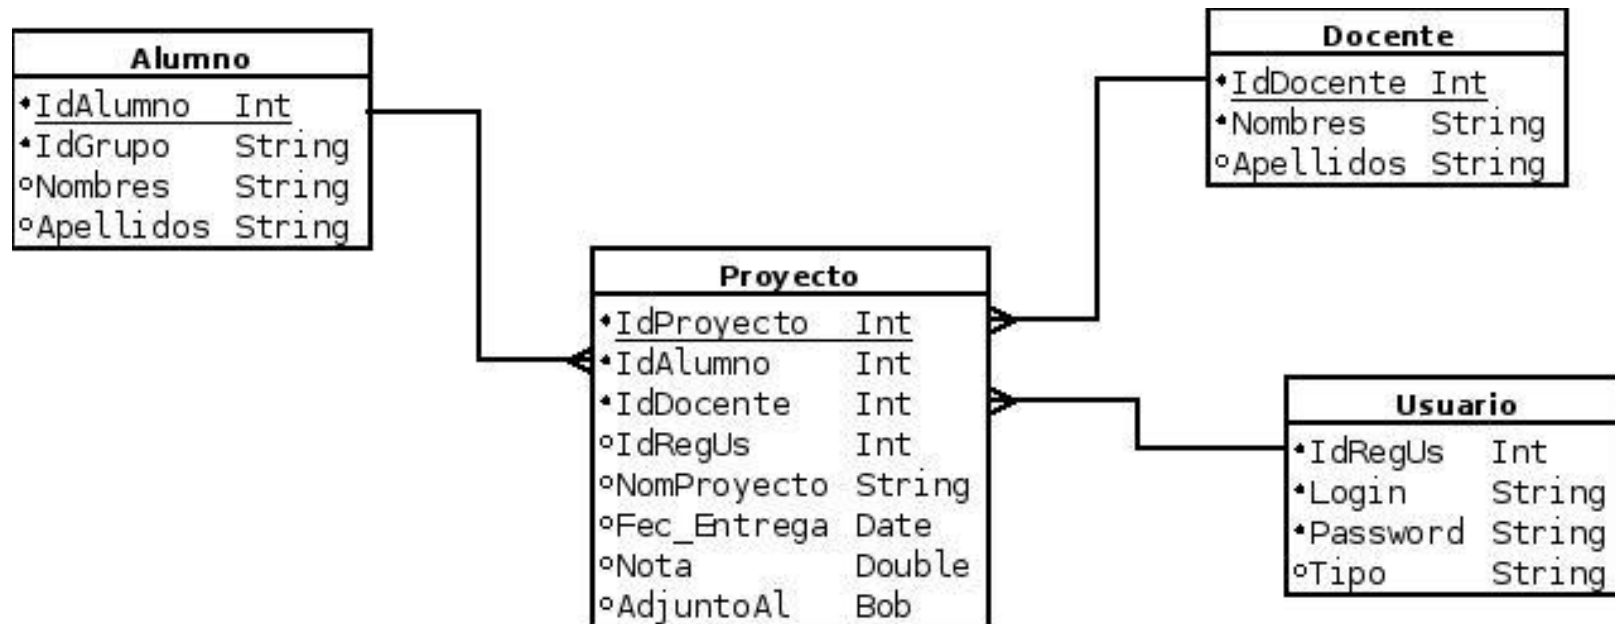 Alumno
IdAlumno Int
IdGrupo String
Nombres String
Apellidos String
Docente
IdDocente Int
Nombres String
Apellidos String
Proyecto
IdProyecto Int
IdAlumno Int
IdDocente Int
IdRegUs Int
NomProyecto String
Fec_Entrega Date
Nota Double
AdjuntoAl Bob
Usuario
IdRegUs Int
Login String
Password String
Tipo String